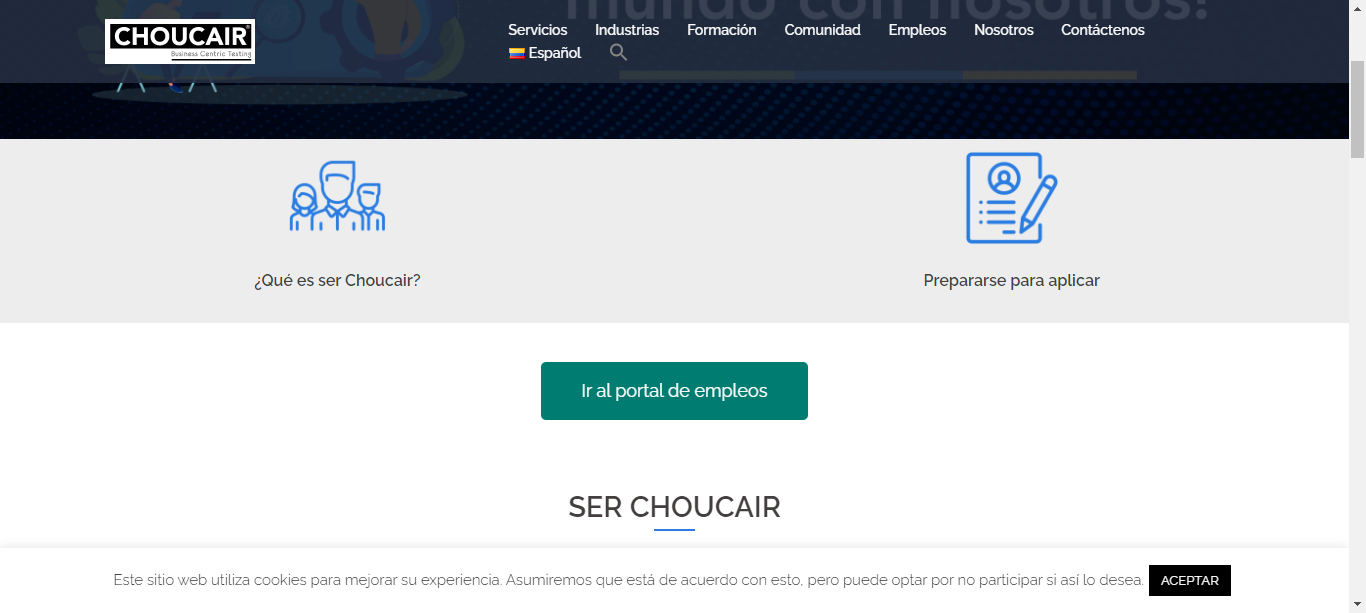 mundo con nosotros!
CHOUCAIR
Business Centric Testing
Servicios Industrias Formación Comunidad Empleos Nosotros Contáctenos
Español
¿Qué es ser Choucair?
Prepararse para aplicar
Ir al portal de empleos
SER CHOUCAIR
Este sitio web utiliza cookies para mejorar su experiencia. Asumiremos que está de acuerdo con esto, pero puede optar por no participar si así lo desea. ACEPTAR